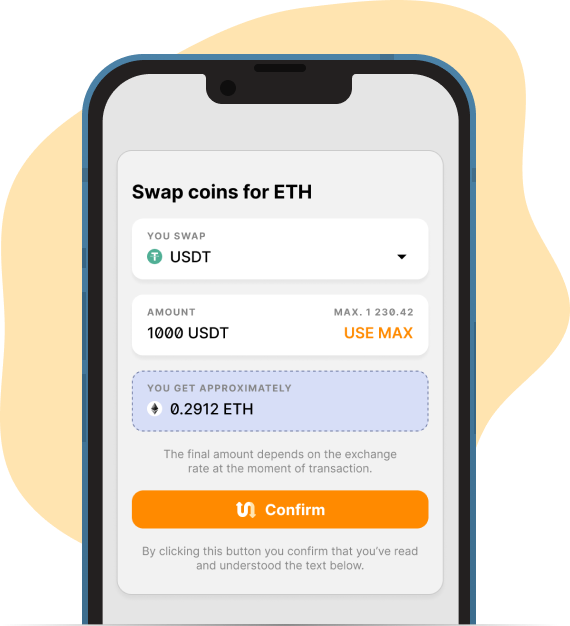 Swap coins for ETH
YOU SWAP
USDT
AMOUNT
MAX. 1 230.42
1000 USDT
USE MAX
YOU GET APPROXIMATELY
0.2912 ETH
The final amount depends on the exchange
rate at the moment of transaction.
Confirm
By clicking this button you confirm that you’ve read
and understood the text below.